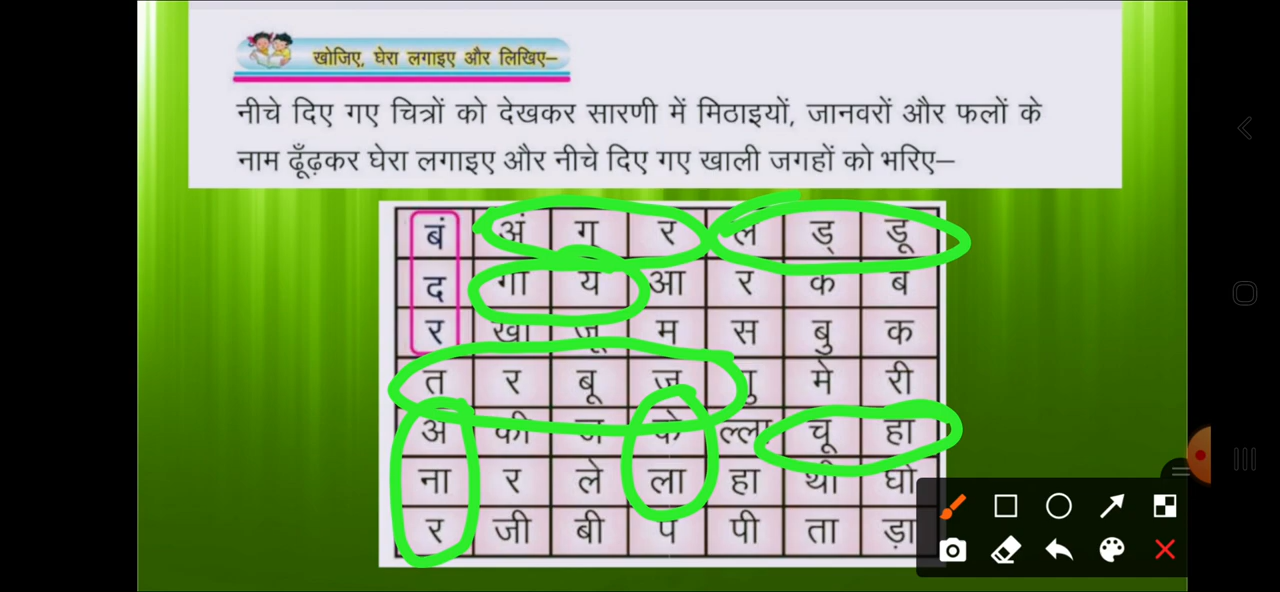 खोजिए, घेरा लगाइए और लिखिए–
नीचे दिए गए चित्रों को देखकर सारणी में मिठाइयों, जानवरों और फलों के
नाम ढूँढ़कर घेरा लगाइए और नीचे दिए गए खाली जगहों को भरिए–
बं अं गू र ल ड् डू
द गा य आ र क ब
र खी जू म स बु क
त र बू ज गु मे री
अ की ज के ल्ला चू हा
ना र ले ला हा थी घो
र जी बी प पी ता ड़ा